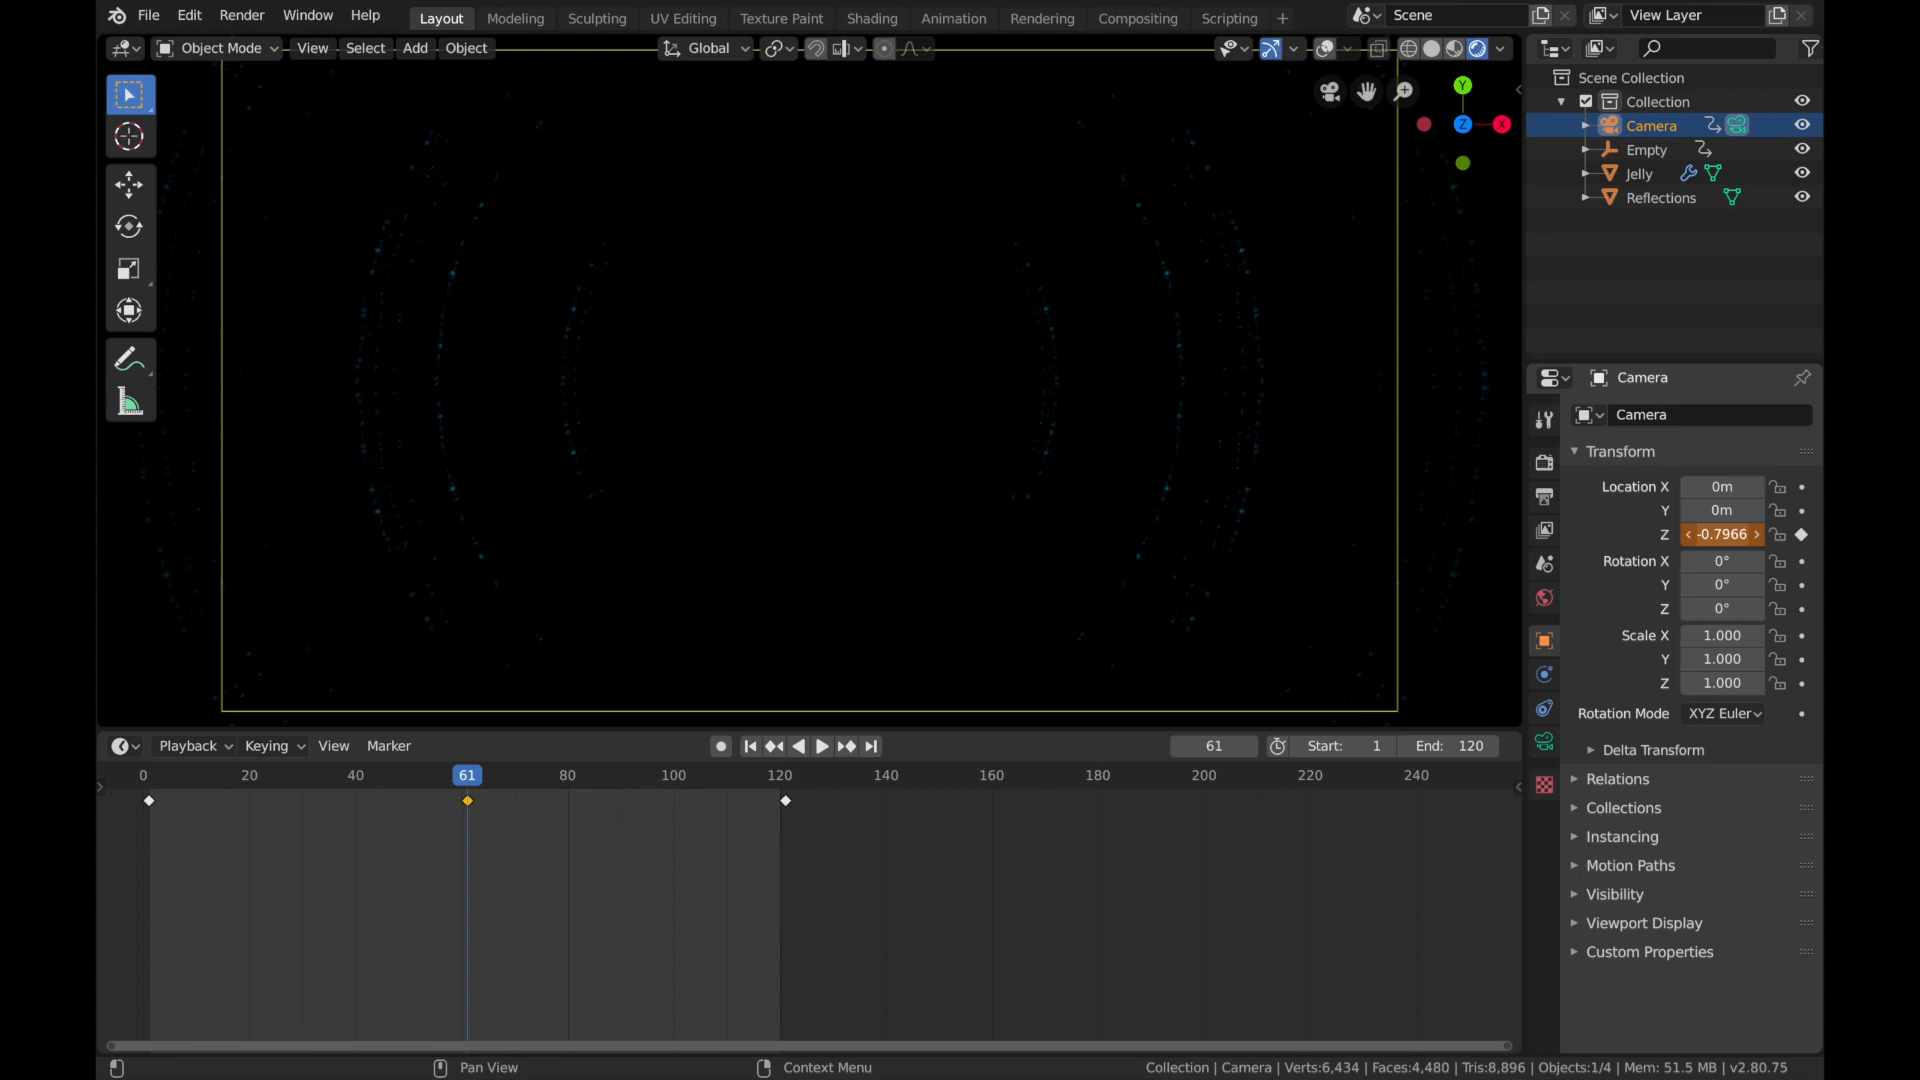 File Edit Render Window Help Layout Modeling Sculpting UV Editing Texture Paint Shading Animation Rendering Compositing Scripting + Scene View Layer
Object Mode View Select Add Object Global
Y
Z X
Scene Collection
Collection
Camera
Empty
Jelly
Reflections
Camera
Camera
Transform
Location X 0m
Y 0m
Z -0.7966
Rotation X 0°
Y 0°
Z 0°
Scale X 1.000
Y 1.000
Z 1.000
Rotation Mode XYZ Euler
Delta Transform
Relations
Collections
Instancing
Motion Paths
Visibility
Viewport Display
Custom Properties
Playback Keying View Marker 61 Start: 1 End: 120
0 20 40 61 80 100 120 140 160 180 200 220 240
Pan View Context Menu Collection | Camera | Verts:6,434 | Faces:4,480 | Tris:8,896 | Objects:1/4 | Mem: 51.5 MB | v2.80.75